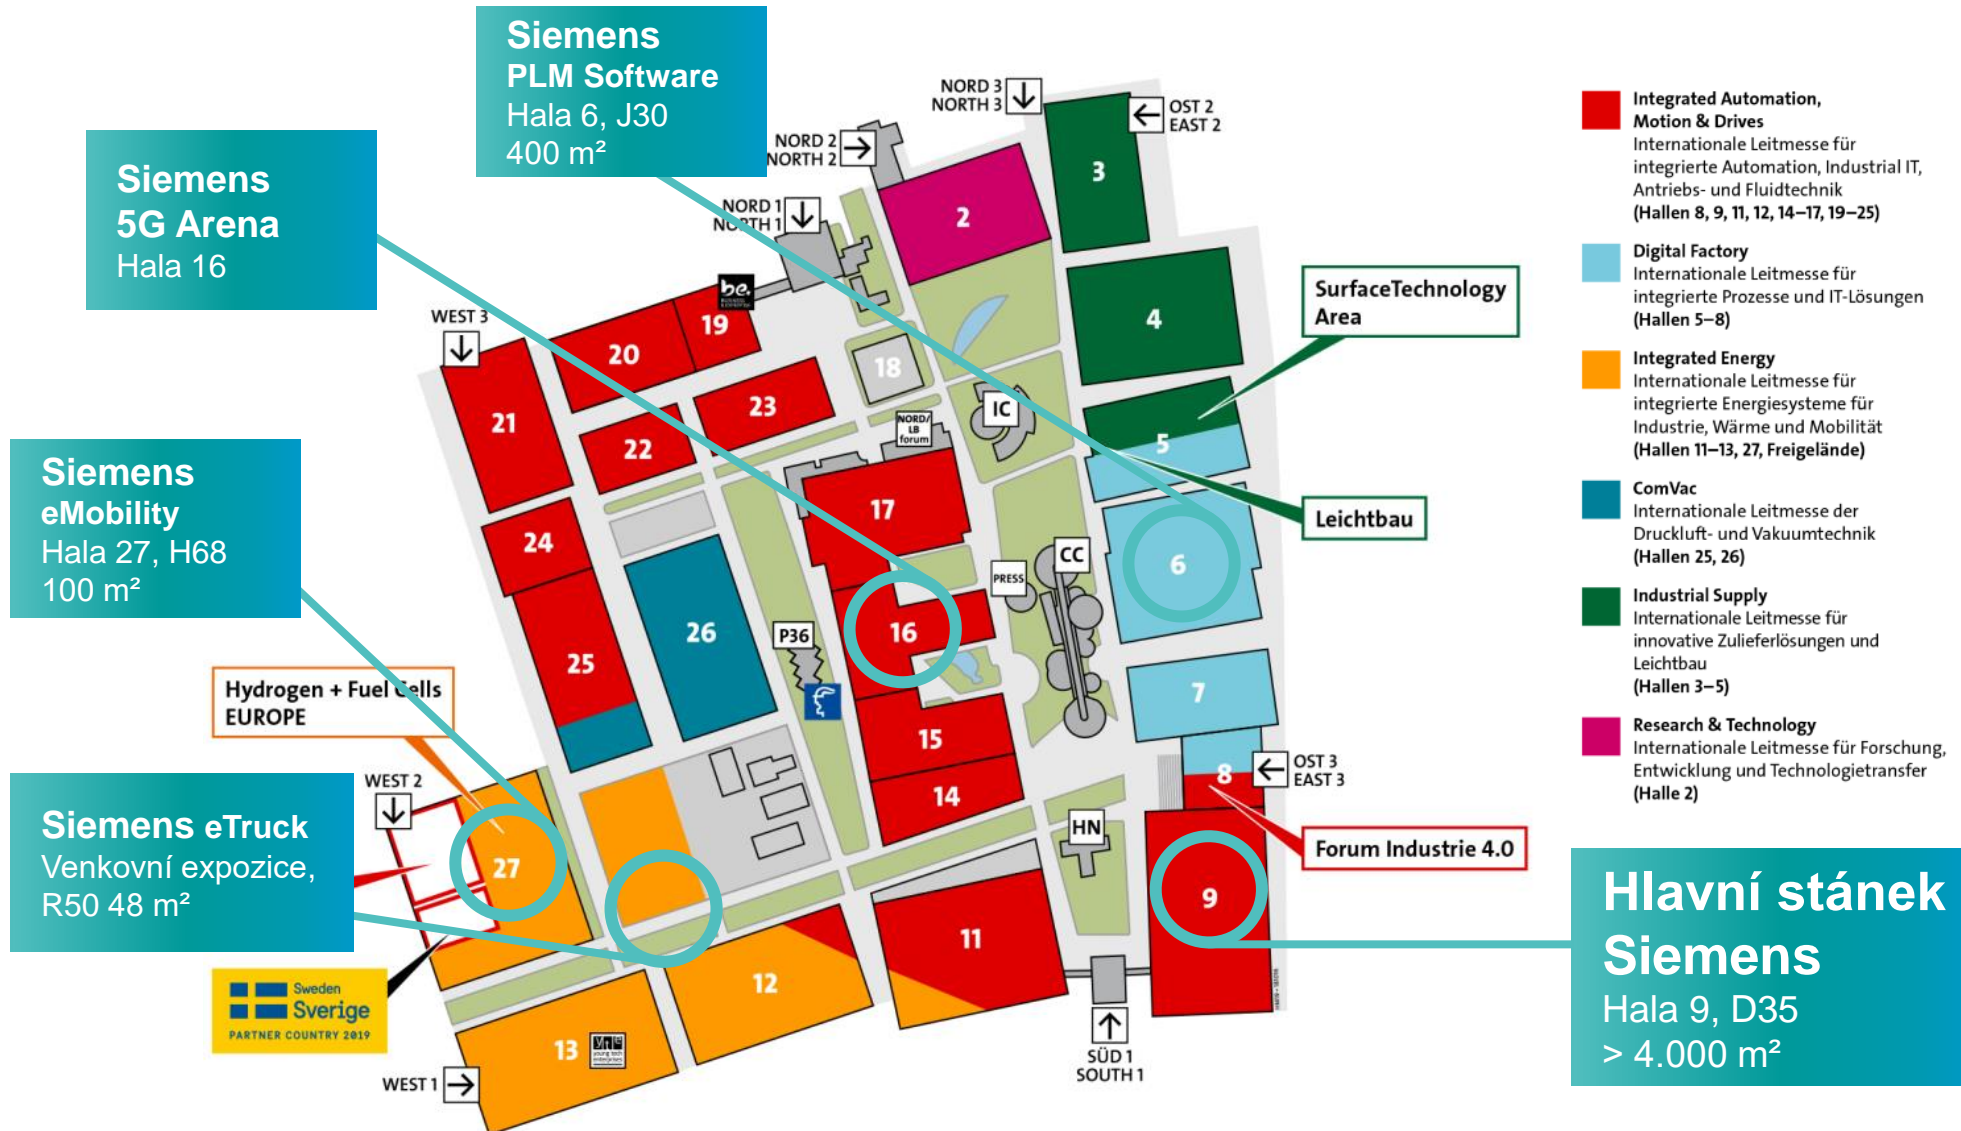 Siemens
PLM Software
Hala 6, J30
400 m²
Siemens
5G Arena
Hala 16
Siemens
eMobility
Hala 27, H68
100 m²
Siemens eTruck
Venkovní expozice,
R50 48 m²
Hlavní stánek
Siemens
Hala 9, D35
> 4.000 m²
NORD 3
NORTH 3
OST 2
EAST 2
NORD 2
NORTH 2
NORD 1
NORTH 1
WEST 3
WEST 2
WEST 1
OST 3
EAST 3
SÜD 1
SOUTH 1
be.
2
3
4
5
6
7
8
9
11
12
13
14
15
16
17
18
19
20
21
22
23
24
25
26
27
IC
NORD/
LB
forum
CC
PRESS
P36
HN
young tech
enterprises
SurfaceTechnology
Area
Leichtbau
Forum Industrie 4.0
Hydrogen + Fuel Cells
EUROPE
Sweden
Sverige
PARTNER COUNTRY 2019
Integrated Automation,
Motion & Drives
Internationale Leitmesse für
integrierte Automation, Industrial IT,
Antriebs- und Fluidtechnik
(Hallen 8, 9, 11, 12, 14–17, 19–25)
Digital Factory
Internationale Leitmesse für
integrierte Prozesse und IT-Lösungen
(Hallen 5–8)
Integrated Energy
Internationale Leitmesse für
integrierte Energiesysteme für
Industrie, Wärme und Mobilität
(Hallen 11–13, 27, Freigelände)
ComVac
Internationale Leitmesse der
Druckluft- und Vakuumtechnik
(Hallen 25, 26)
Industrial Supply
Internationale Leitmesse für
innovative Zulieferlösungen und
Leichtbau
(Hallen 3–5)
Research & Technology
Internationale Leitmesse für Forschung,
Entwicklung und Technologietransfer
(Halle 2)